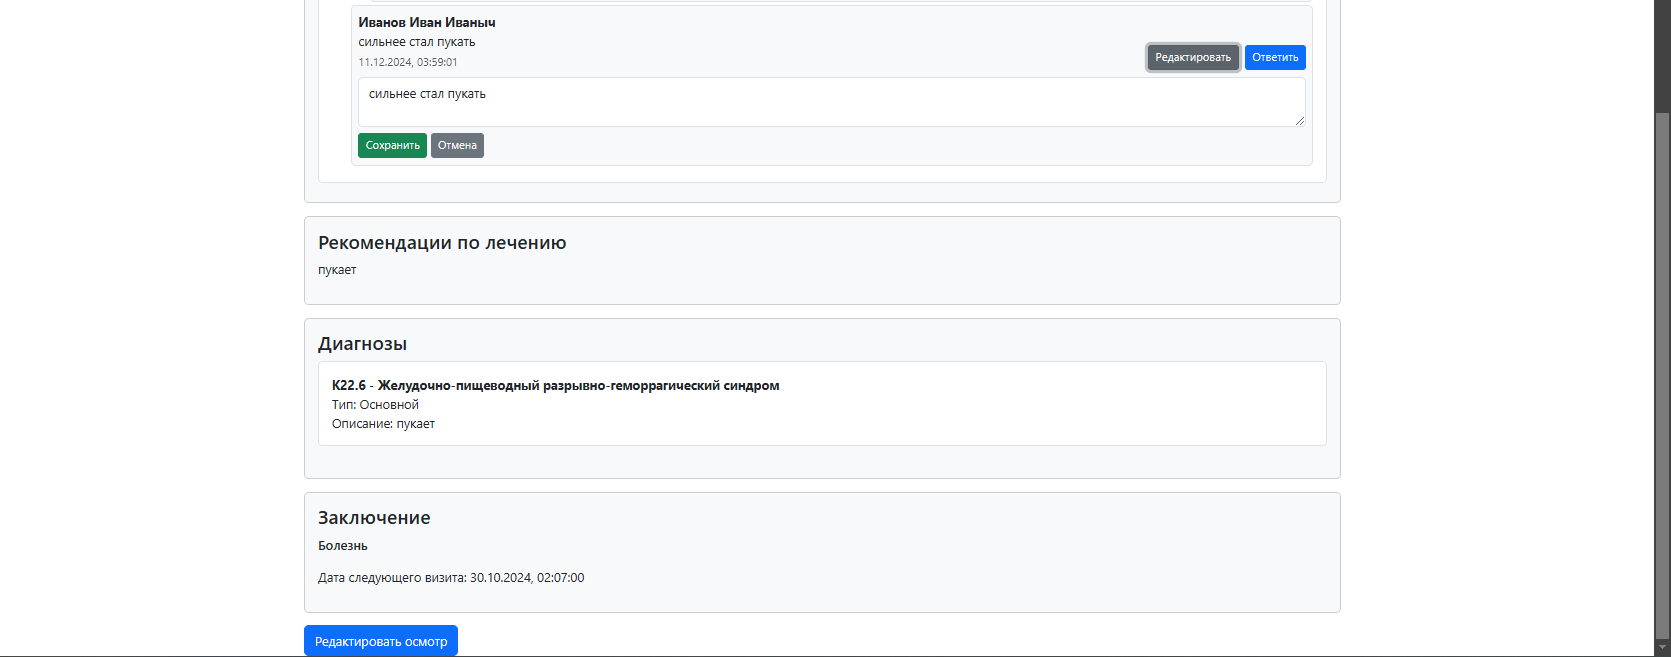 Иванов Иван Иваныч
сильнее стал пукать
11.12.2024, 03:59:01
Редактировать Ответить
сильнее стал пукать
Сохранить Отмена
Рекомендации по лечению
пукает
Диагнозы
K22.6 - Желудочно-пищеводный разрывно-геморрагический синдром
Тип: Основной
Описание: пукает
Заключение
Болезнь
Дата следующего визита: 30.10.2024, 02:07:00
Редактировать осмотр